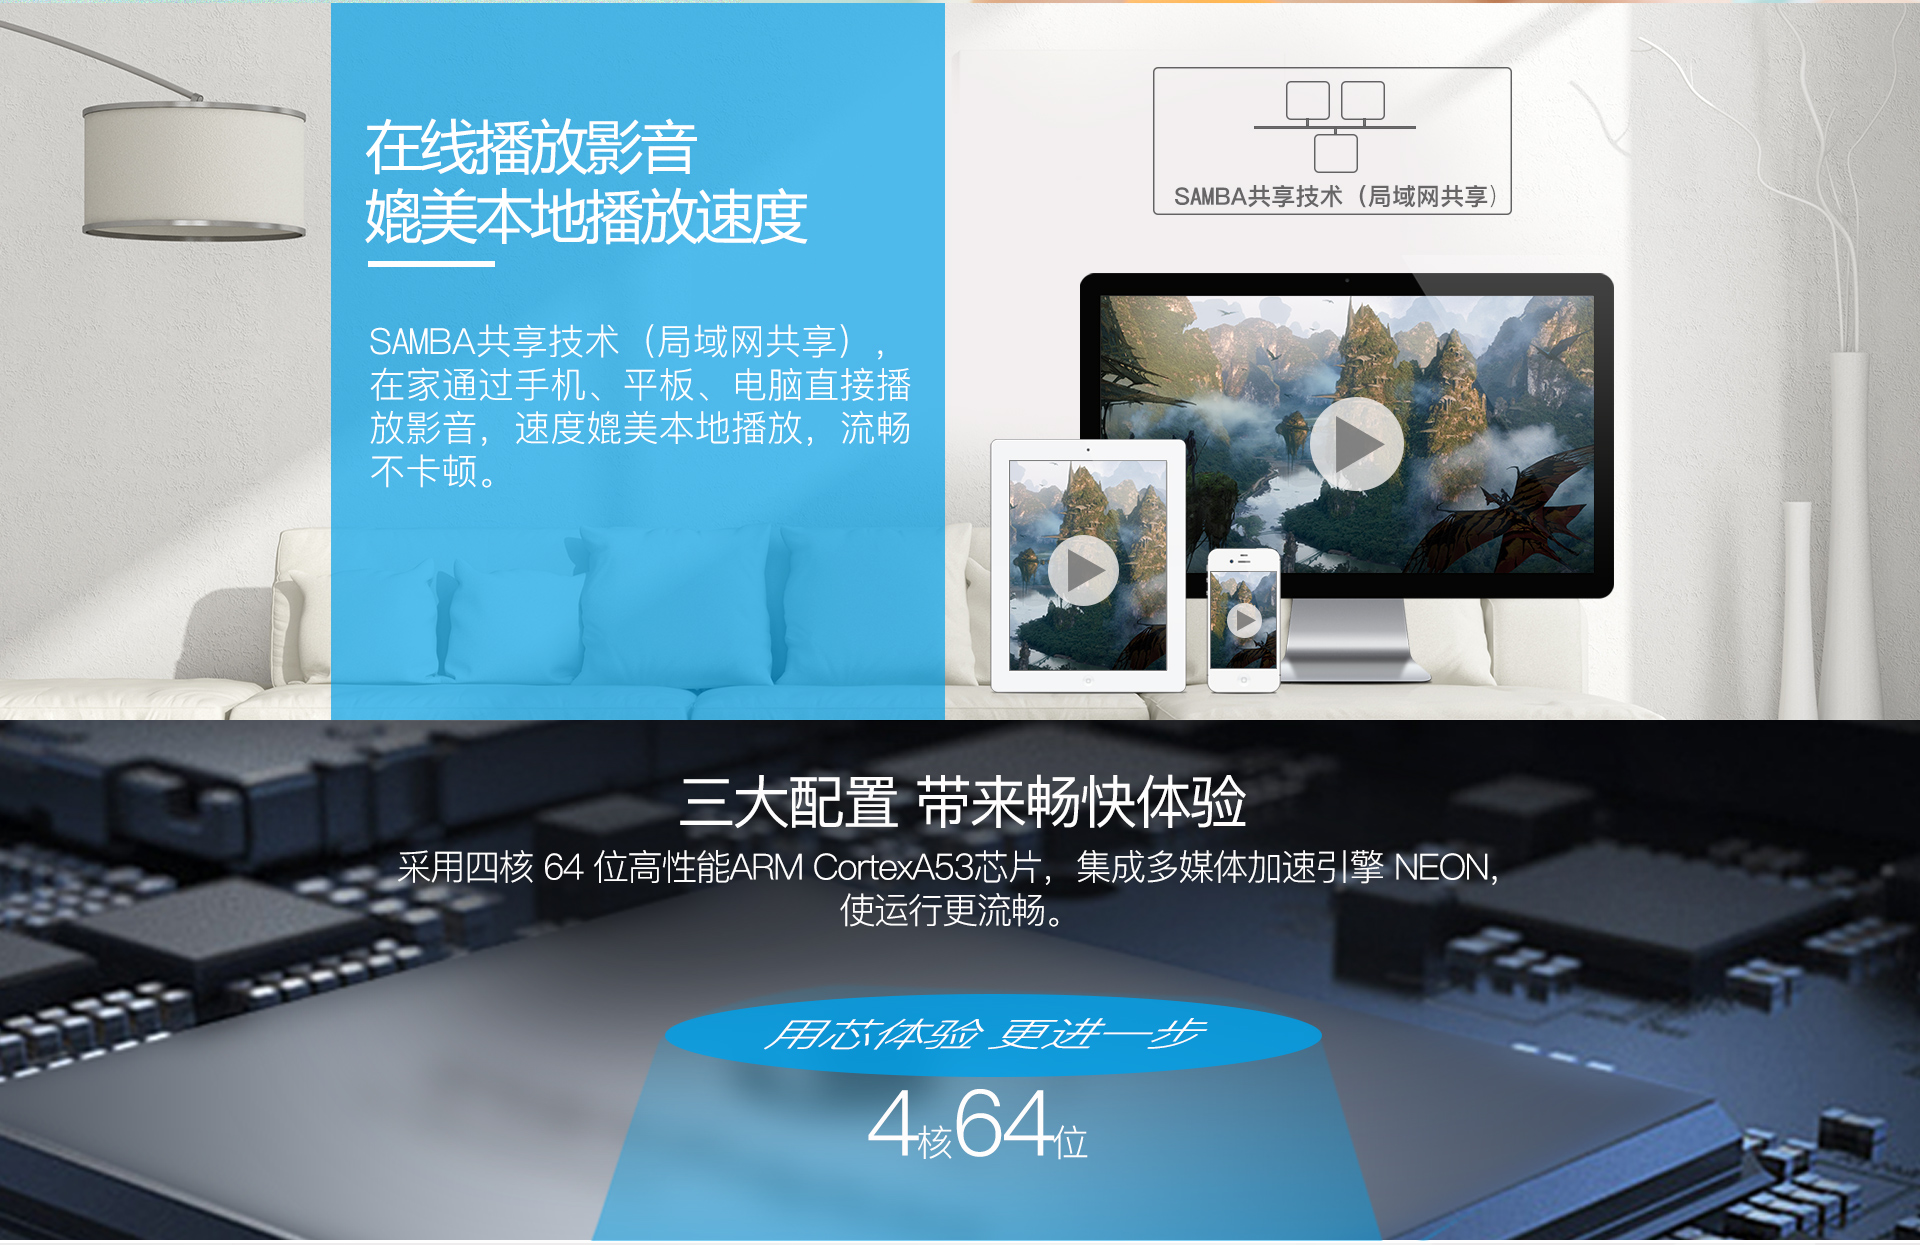 在线播放影音
媲美本地播放速度
SAMBA共享技术（局域网共享），
在家通过手机、平板、电脑直接播
放影音，速度媲美本地播放，流畅
不卡顿。
SAMBA共享技术（局域网共享）
三大配置 带来畅快体验
采用四核 64 位高性能ARM CortexA53芯片，集成多媒体加速引擎 NEON，
使运行更流畅。
用芯体验 更进一步
4核64位